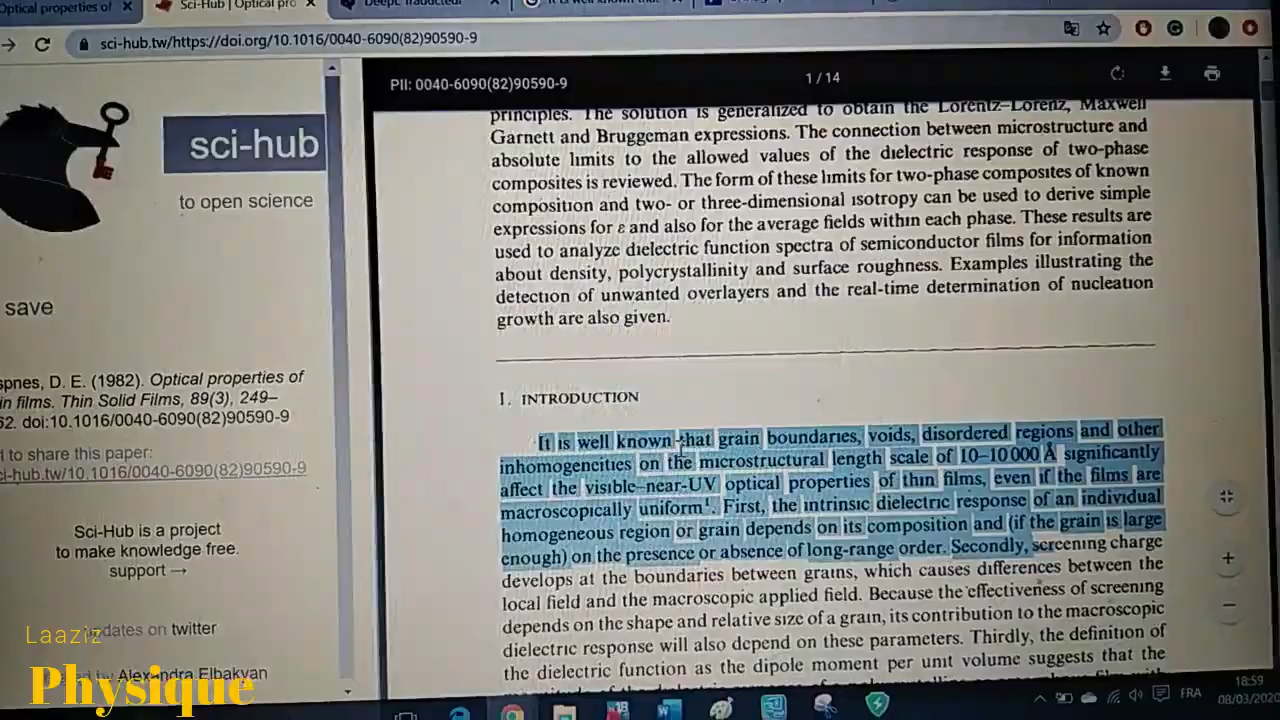 Optical properties of
Sci-Hub | Optical pro
DeepL Traducteur
sci-hub.tw/https://doi.org/10.1016/0040-6090(82)90590-9
sci-hub
to open science
save
spnes, D. E. (1982). Optical properties of
in films. Thin Solid Films, 89(3), 249–
62. doi:10.1016/0040-6090(82)90590-9
l to share this paper:
ci-hub.tw/10.1016/0040-6090(82)90590-9
Sci-Hub is a project
to make knowledge free.
support →
updates on twitter
by Alexandra Elbakyan
Laaziz
Physique
PII: 0040-6090(82)90590-9
1 / 14
principles. The solution is generalized to obtain the Lorentz–Lorenz, Maxwell
Garnett and Bruggeman expressions. The connection between microstructure and
absolute limits to the allowed values of the dielectric response of two-phase
composites is reviewed. The form of these limits for two-phase composites of known
composition and two- or three-dimensional isotropy can be used to derive simple
expressions for ε and also for the average fields within each phase. These results are
used to analyze dielectric function spectra of semiconductor films for information
about density, polycrystallinity and surface roughness. Examples illustrating the
detection of unwanted overlayers and the real-time determination of nucleation
growth are also given.
1. INTRODUCTION
It is well known that grain boundaries, voids, disordered regions and other
inhomogeneities on the microstructural length scale of 10–10 000 Å significantly
affect the visible–near-UV optical properties of thin films, even if the films are
macroscopically uniform¹. First, the intrinsic dielectric response of an individual
homogeneous region or grain depends on its composition and (if the grain is large
enough) on the presence or absence of long-range order. Secondly, screening charge
develops at the boundaries between grains, which causes differences between the
local field and the macroscopic applied field. Because the effectiveness of screening
depends on the shape and relative size of a grain, its contribution to the macroscopic
dielectric response will also depend on these parameters. Thirdly, the definition of
the dielectric function as the dipole moment per unit volume suggests that the
FRA
18:59
08/03/2020